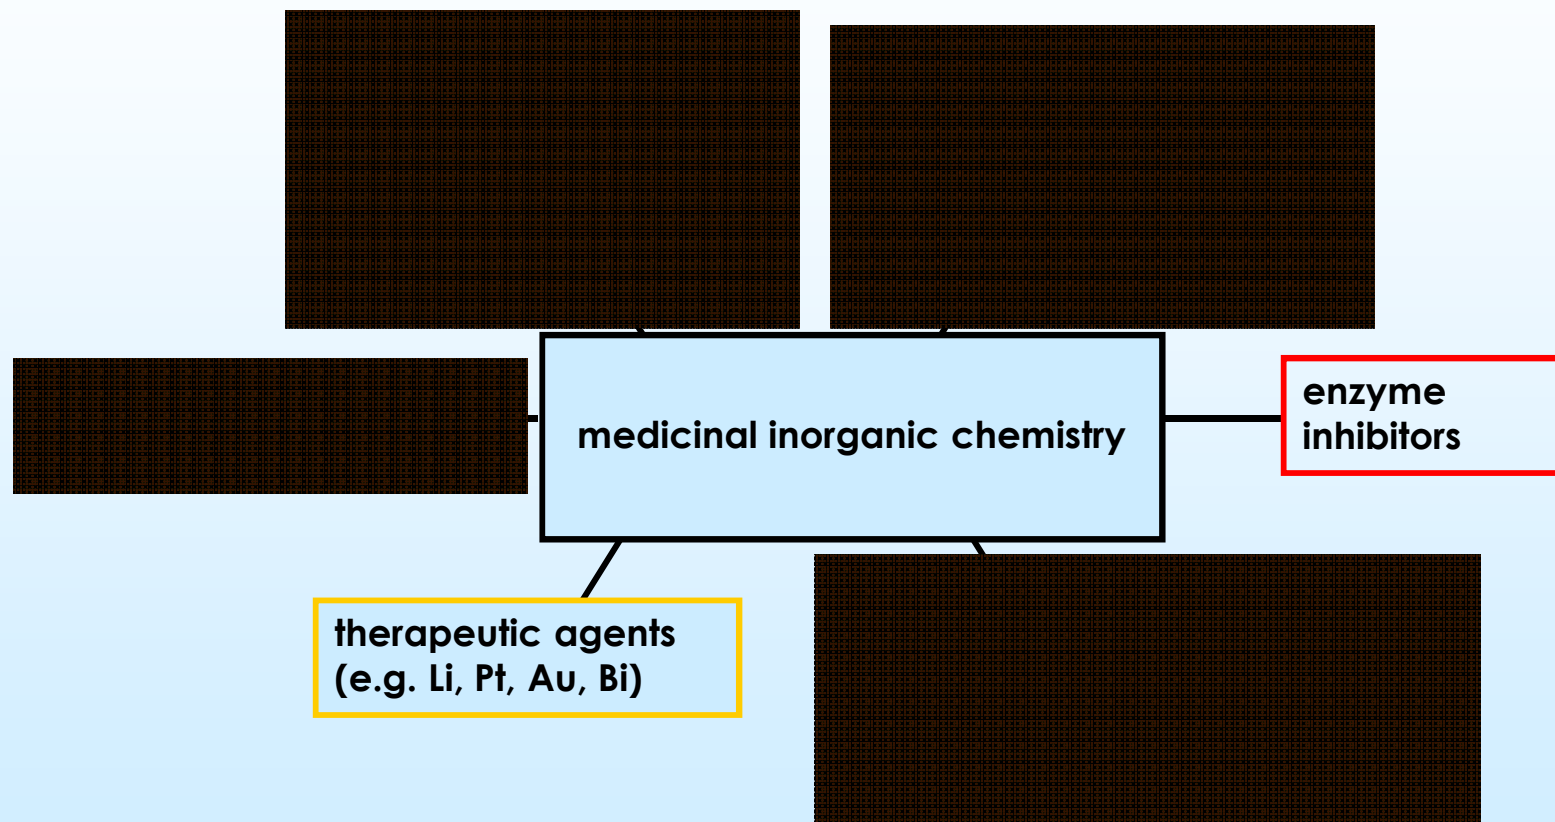 medicinal inorganic chemistry
enzyme
inhibitors
therapeutic agents
(e.g. Li, Pt, Au, Bi)